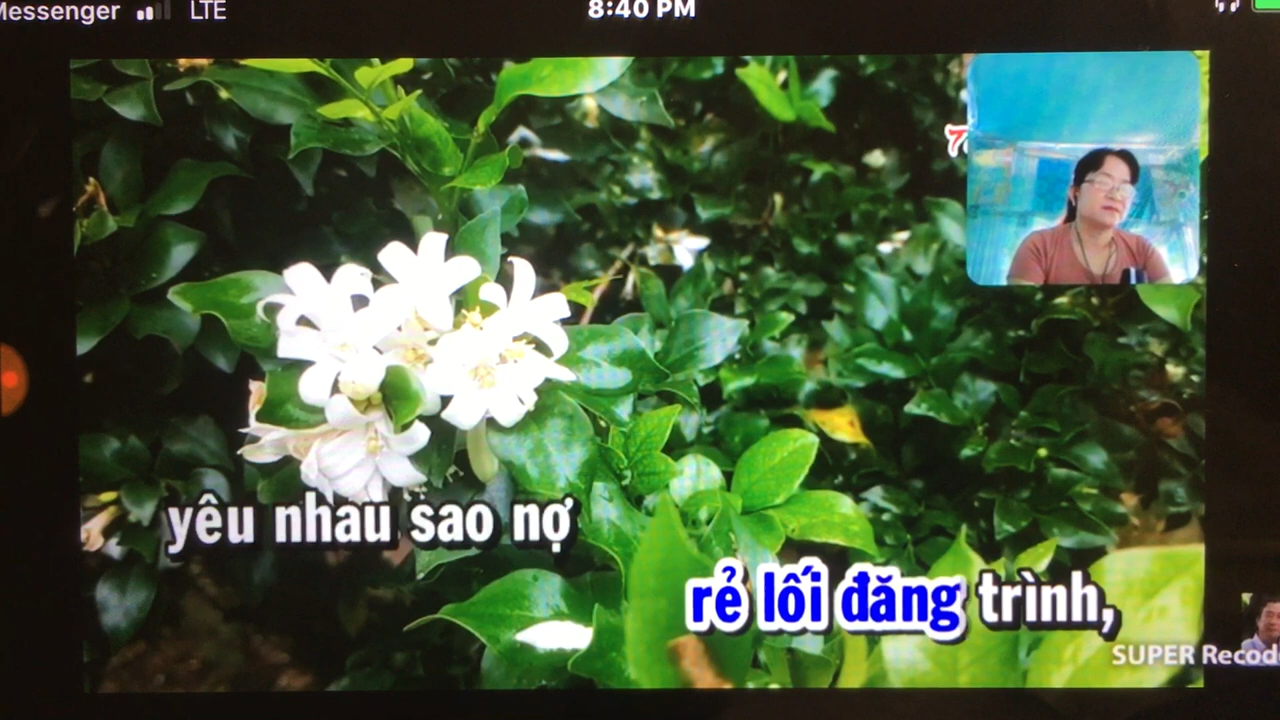 Messenger LTE 8:40 PM
yêu nhau sao nợ
rẻ lối đăng trình,
SUPER Recod